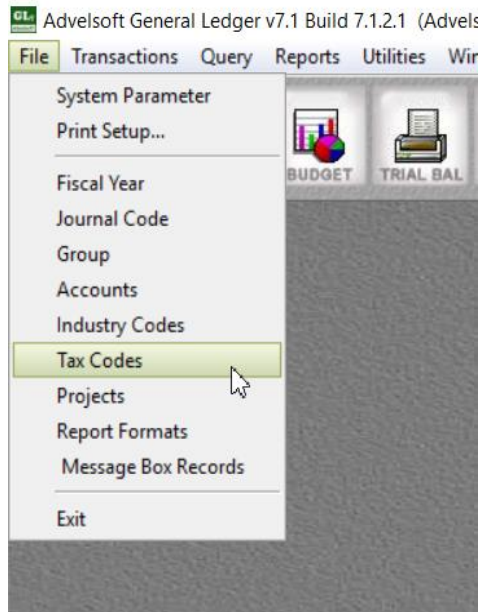 GL
Advelsoft General Ledger v7.1 Build 7.1.2.1 (Advels
File Transactions Query Reports Utilities Wir
System Parameter
Print Setup...
BUDGET TRIAL BAL
Fiscal Year
Journal Code
Group
Accounts
Industry Codes
Tax Codes
Projects
Report Formats
Message Box Records
Exit